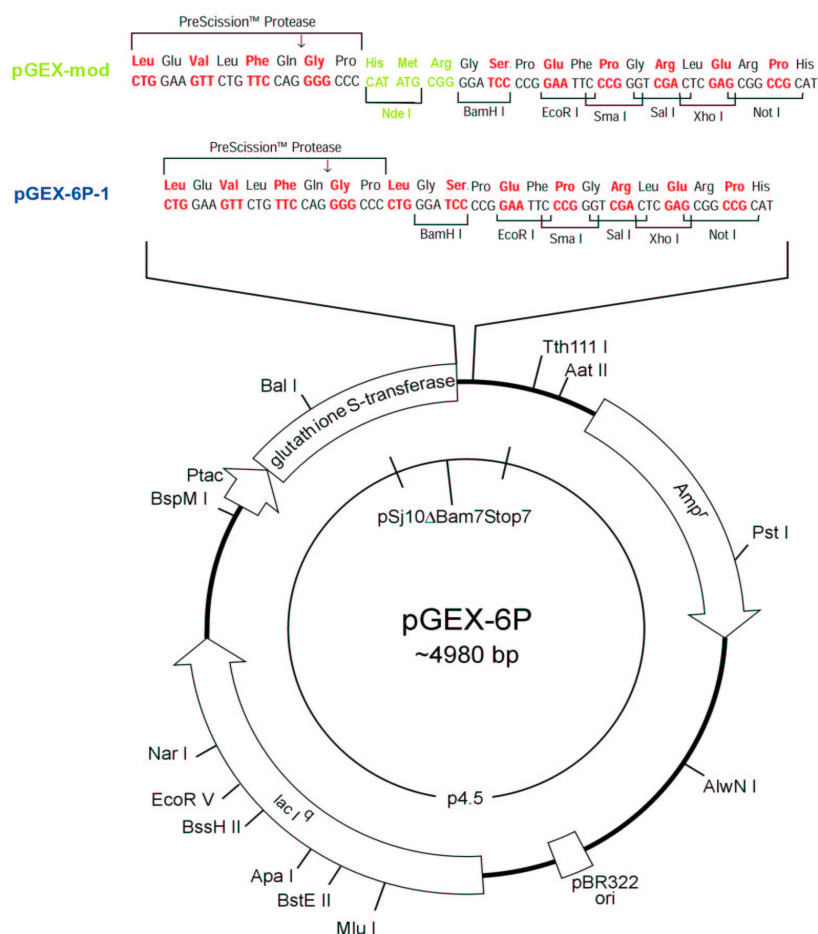 PreScission™ Protease
Leu Glu Val Leu Phe Gln Gly Pro His Met Arg Gly Ser Pro Glu Phe Pro Gly Arg Leu Glu Arg Pro His
pGEX-mod
CTG GAA GTT CTG TTC CAG GGG CCC CAT ATG CGG GGA TCC CCG GAA TTC CCG GGT CGA CTC GAG CGG CCG CAT
Nde I BamH I EcoR I Sma I Sal I Xho I Not I
PreScission™ Protease
Leu Glu Val Leu Phe Gln Gly Pro Leu Gly Ser Pro Glu Phe Pro Gly Arg Leu Glu Arg Pro His
pGEX-6P-1
CTG GAA GTT CTG TTC CAG GGG CCC CTG GGA TCC CCG GAA TTC CCG GGT CGA CTC GAG CGG CCG CAT
BamH I EcoR I Sma I Sal I Xho I Not I
Tth111 I
Aat II
Bal I
glutathione S-transferase
Ptac
BspM I
pSj10ΔBam7Stop7
Ampr
Pst I
pGEX-6P
~4980 bp
Nar I
EcoR V
BssH II
Apa I
BstE II
Mlu I
lac Iq
p4.5
AlwN I
pBR322
ori